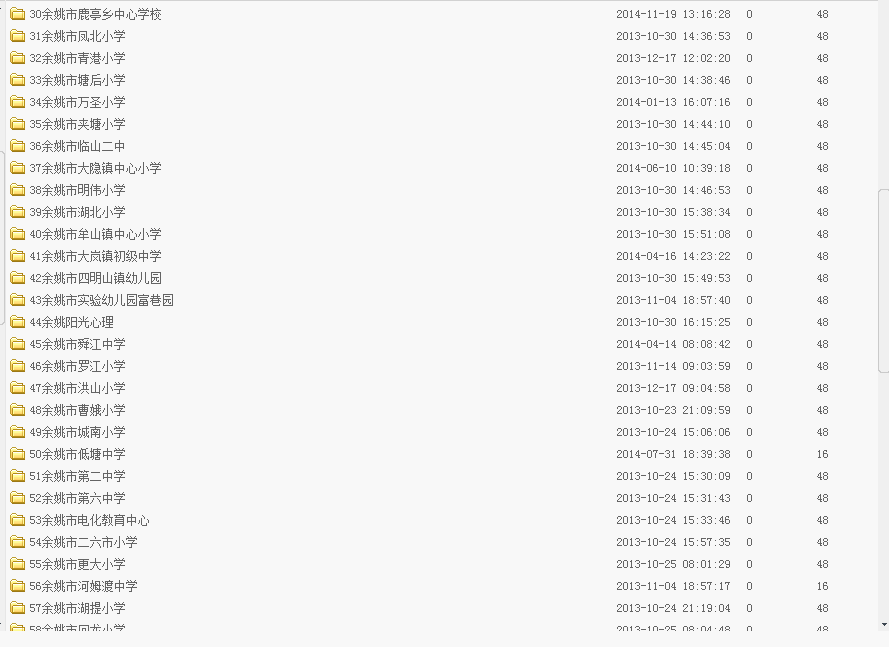 30余姚市鹿亭乡中心学校 2014-11-19 13:16:28 0 48
31余姚市凤北小学 2013-10-30 14:36:53 0 48
32余姚市青港小学 2013-12-17 12:02:20 0 48
33余姚市塘后小学 2013-10-30 14:38:46 0 48
34余姚市万圣小学 2014-01-13 16:07:16 0 48
35余姚市夹塘小学 2013-10-30 14:44:10 0 48
36余姚市临山二中 2013-10-30 14:45:04 0 48
37余姚市大隐镇中心小学 2014-06-10 10:39:18 0 48
38余姚市明伟小学 2013-10-30 14:46:53 0 48
39余姚市湖北小学 2013-10-30 15:38:34 0 48
40余姚市牟山镇中心小学 2013-10-30 15:51:08 0 48
41余姚市大岚镇初级中学 2014-04-16 14:23:22 0 48
42余姚市四明山镇幼儿园 2013-10-30 15:49:53 0 48
43余姚市实验幼儿园富巷园 2013-11-04 18:57:40 0 48
44余姚阳光心理 2013-10-30 16:15:25 0 48
45余姚市舜江中学 2014-04-14 08:08:42 0 48
46余姚市罗江小学 2013-11-14 09:03:59 0 48
47余姚市洪山小学 2013-12-17 09:04:58 0 48
48余姚市曹娥小学 2013-10-23 21:09:59 0 48
49余姚市城南小学 2013-10-24 15:06:06 0 48
50余姚市低塘中学 2014-07-31 18:39:38 0 16
51余姚市第二中学 2013-10-24 15:30:09 0 48
52余姚市第六中学 2013-10-24 15:31:43 0 48
53余姚市电化教育中心 2013-10-24 15:33:46 0 48
54余姚市二六市小学 2013-10-24 15:57:35 0 48
55余姚市更大小学 2013-10-25 08:01:29 0 48
56余姚市河姆渡中学 2013-11-04 18:57:17 0 16
57余姚市湖提小学 2013-10-24 21:19:04 0 48
58余姚市回龙小学 2013-10-25 08:04:48 0 48